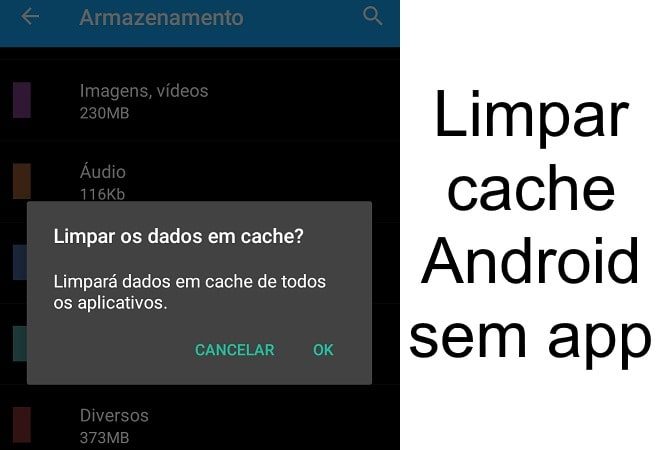 Armazenamento
Imagens, vídeos
230MB
Áudio
116Kb
Limpar os dados em cache?
Limpará dados em cache de todos
os aplicativos.
CANCELAR OK
Diversos
373MB
Limpar
cache
Android
sem app